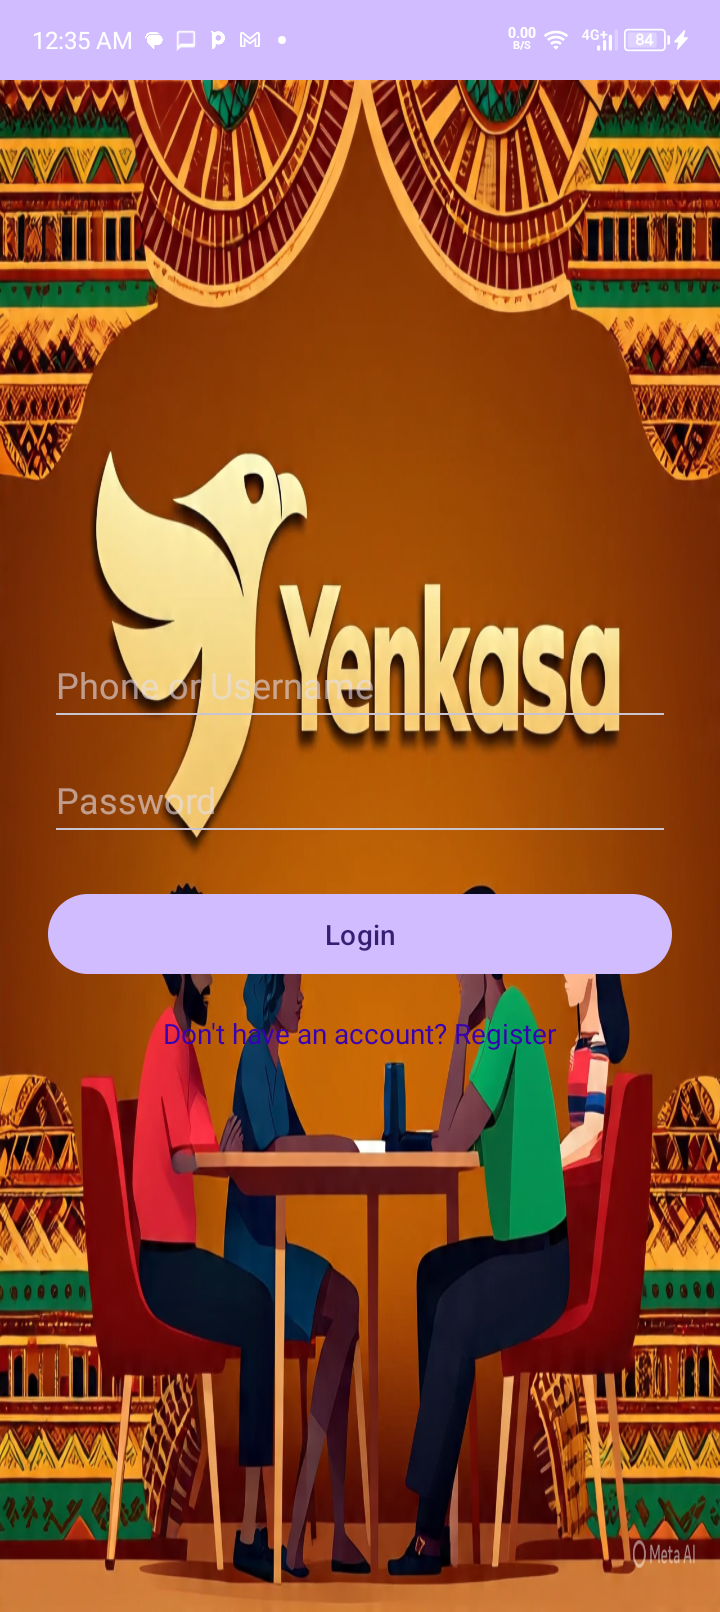 12:35 AM
0.00
B/S
4G+
84
Yenkasa
Phone or Username
Password
Login
Don't have an account? Register
Meta AI